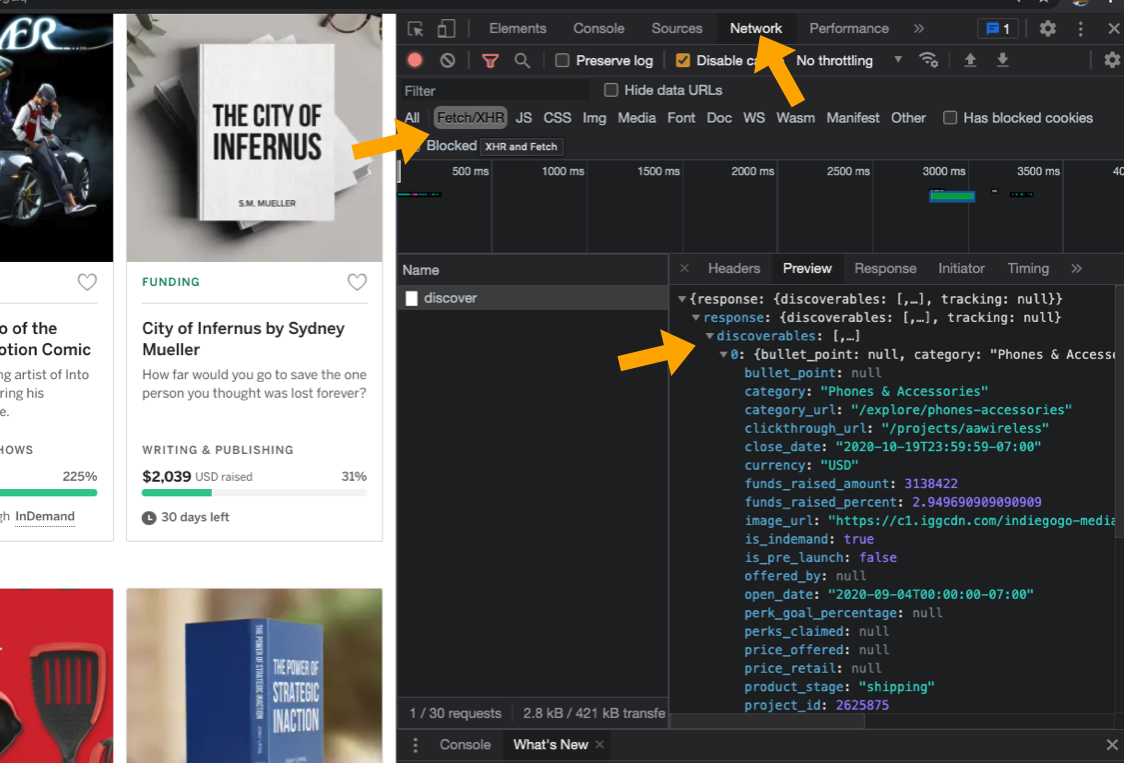 THE CITY OF
INFERNUS
S.M. MUELLER
o of the
otion Comic
ng artist of Into
ring his
e.
HOWS
225%
gh InDemand
FUNDING
City of Infernus by Sydney
Mueller
How far would you go to save the one
person you thought was lost forever?
WRITING & PUBLISHING
$2,039 USD raised 31%
30 days left
THE POWER OF STRATEGIC INACTION
THE POWER OF
STRATEGIC
INACTION
Elements Console Sources Network Performance » 1
Preserve log Disable ca No throttling
Filter Hide data URLs
All Fetch/XHR JS CSS Img Media Font Doc WS Wasm Manifest Other Has blocked cookies
Blocked XHR and Fetch
500 ms 1000 ms 1500 ms 2000 ms 2500 ms 3000 ms 3500 ms 40
Name
discover
× Headers Preview Response Initiator Timing »
{response: {discoverables: [,…], tracking: null}}
response: {discoverables: [,…], tracking: null}
discoverables: [,…]
0: {bullet_point: null, category: "Phones & Access
bullet_point: null
category: "Phones & Accessories"
category_url: "/explore/phones-accessories"
clickthrough_url: "/projects/aawireless"
close_date: "2020-10-19T23:59:59-07:00"
currency: "USD"
funds_raised_amount: 3138422
funds_raised_percent: 2.949690909090909
image_url: "https://c1.iggcdn.com/indiegogo-media
is_indemand: true
is_pre_launch: false
offered_by: null
open_date: "2020-09-04T00:00:00-07:00"
perk_goal_percentage: null
perks_claimed: null
price_offered: null
price_retail: null
product_stage: "shipping"
project_id: 2625875
1 / 30 requests 2.8 kB / 421 kB transfe
Console What's New ×